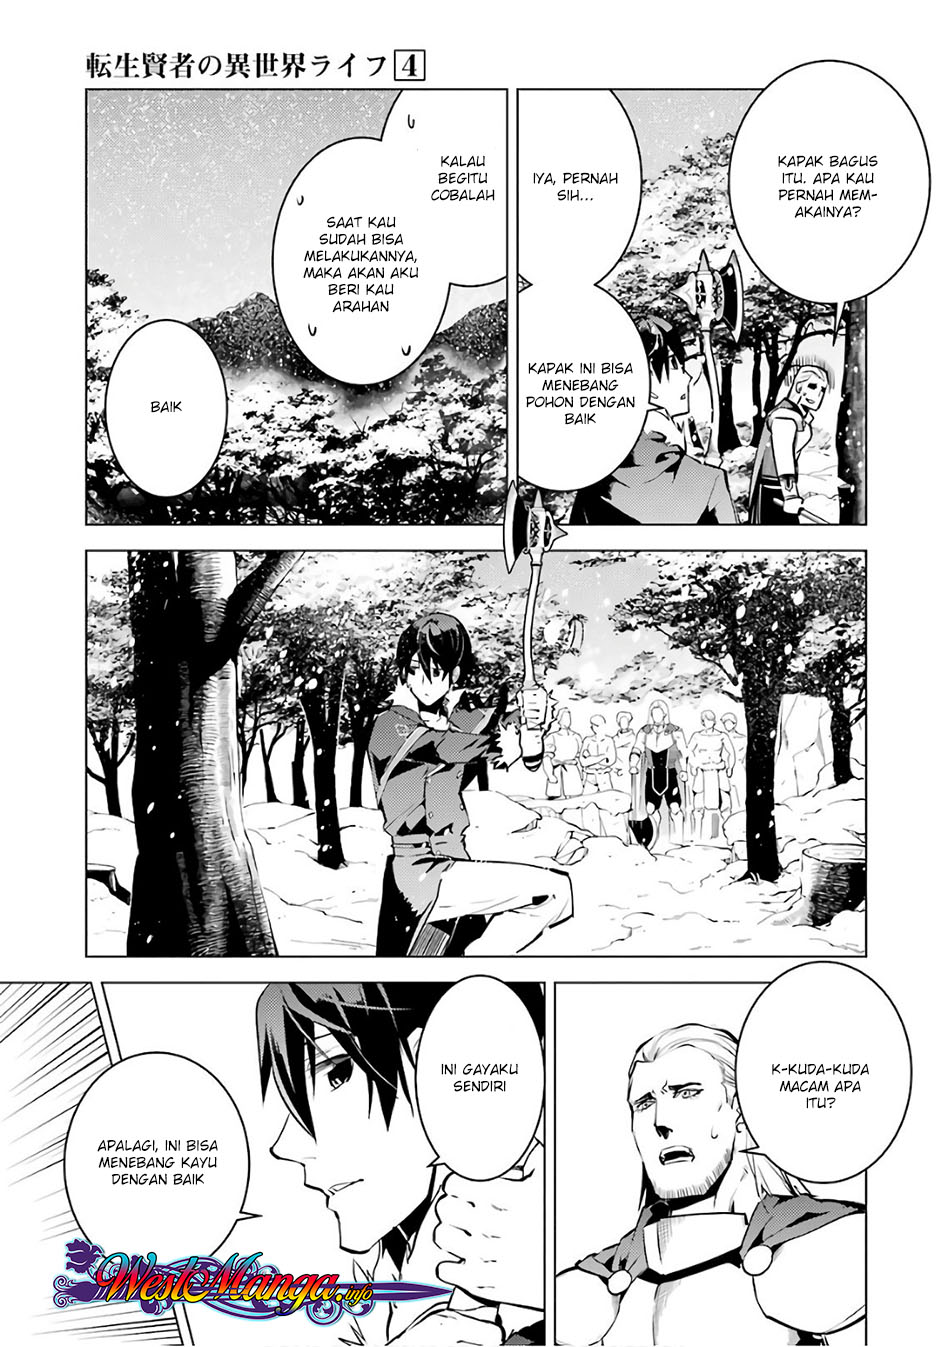 転生賢者の異世界ライフ 4
KAPAK BAGUS
ITU. APA KAU
PERNAH MEM-
AKAINYA?
IYA, PERNAH
SIH...
KAPAK INI BISA
MENEBANG
POHON DENGAN
BAIK
KALAU
BEGITU
COBALAH
SAAT KAU
SUDAH BISA
MELAKUKANNYA,
MAKA AKAN AKU
BERI KAU
ARAHAN
BAIK
K-KUDA-KUDA
MACAM APA
ITU?
INI GAYAKU
SENDIRI
APALAGI, INI BISA
MENEBANG KAYU
DENGAN BAIK
WestManga.info